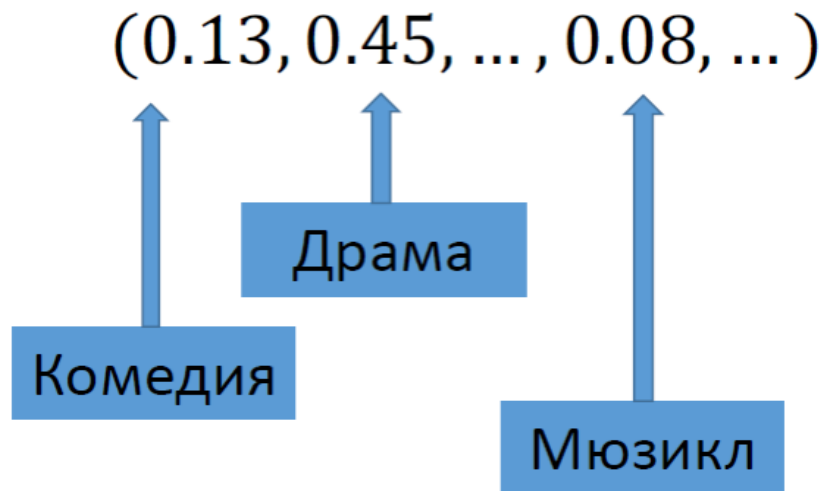 (0.13, 0.45, ... , 0.08, ... )
Драма
Комедия
Мюзикл